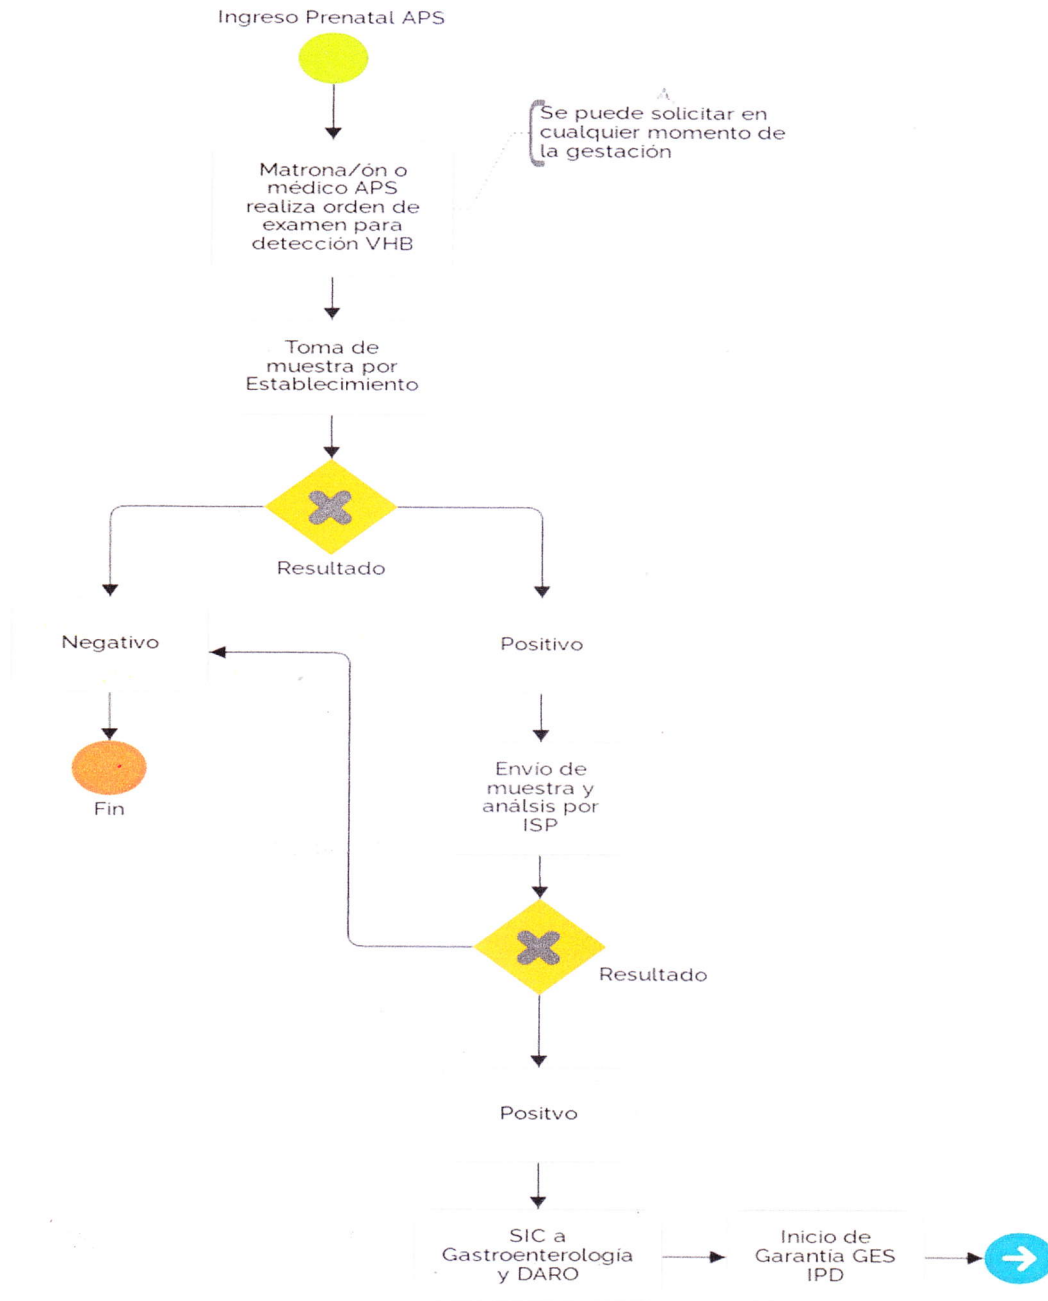 Ingreso Prenatal APS
Se puede solicitar en
cualquier momento de
la gestación
Matrona/ón o
médico APS
realiza orden de
examen para
detección VHB
Toma de
muestra por
Establecimiento
Resultado
Negativo
Positivo
Fin
Envío de
muestra y
análsis por
ISP
Resultado
Positvo
SIC a
Gastroenterología
y DARO
Inicio de
Garantía GES
IPD